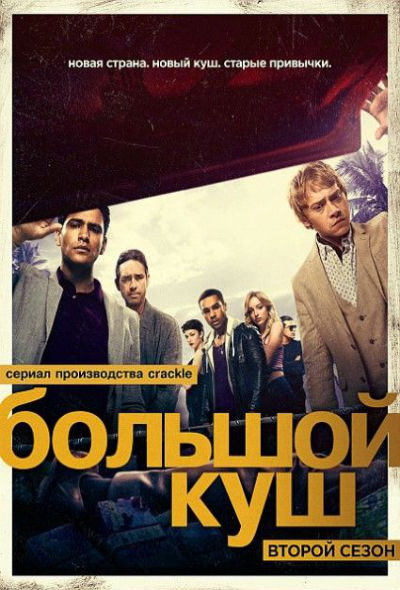 новая страна. новый куш. старые привычки.
сериал производства crackle
большой
куш
второй сезон